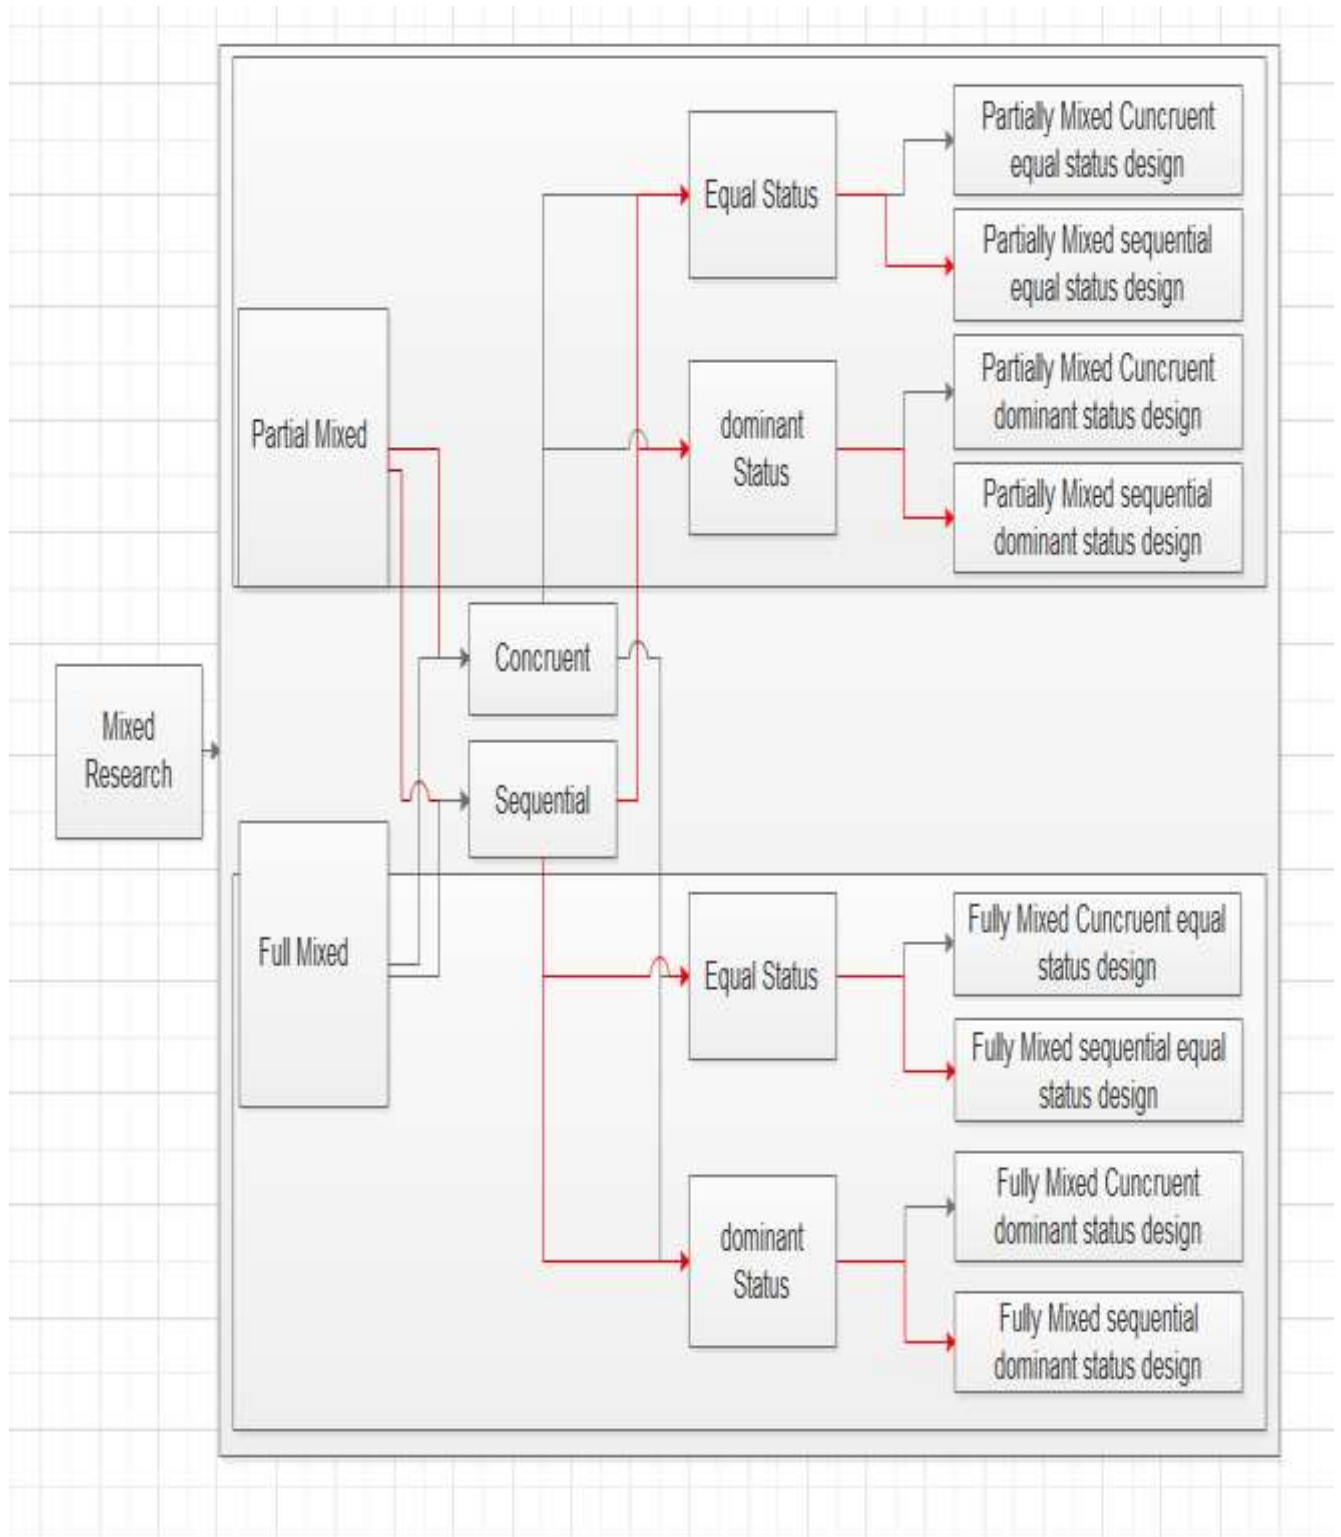 Mixed
Research
Partial Mixed
Full Mixed
Concruent
Sequential
Equal Status
dominant
Status
Partially Mixed Cuncruent
equal status design
Partially Mixed sequential
equal status design
Partially Mixed Cuncruent
dominant status design
Partially Mixed sequential
dominant status design
Equal Status
dominant
Status
Fully Mixed Cuncruent equal
status design
Fully Mixed sequential equal
status design
Fully Mixed Cuncruent
dominant status design
Fully Mixed sequential
dominant status design